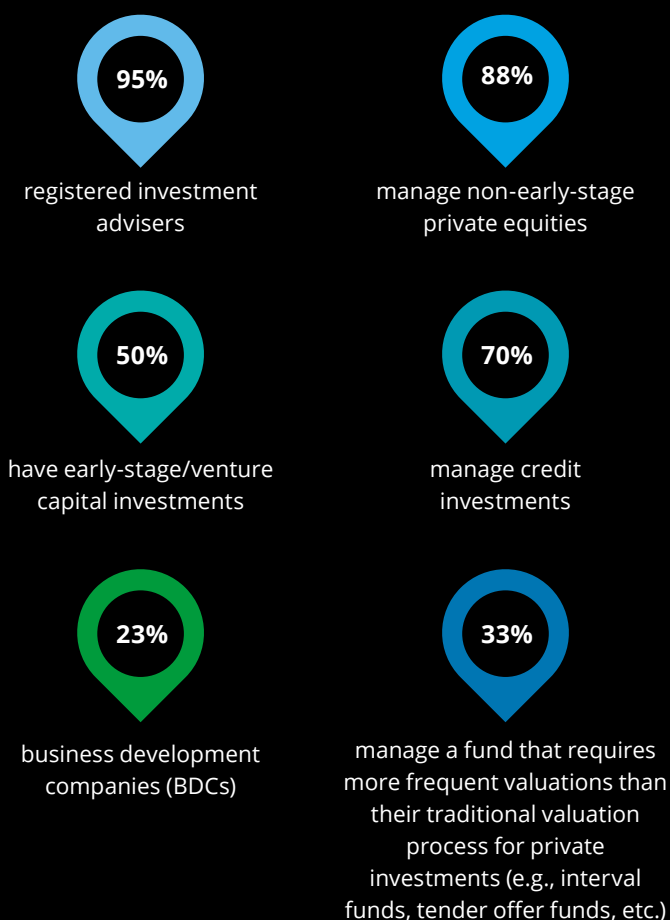 95%
registered investment
advisers
88%
manage non-early-stage
private equities
50%
have early-stage/venture
capital investments
70%
manage credit
investments
23%
business development
companies (BDCs)
33%
manage a fund that requires
more frequent valuations than
their traditional valuation
process for private
investments (e.g., interval
funds, tender offer funds, etc.)